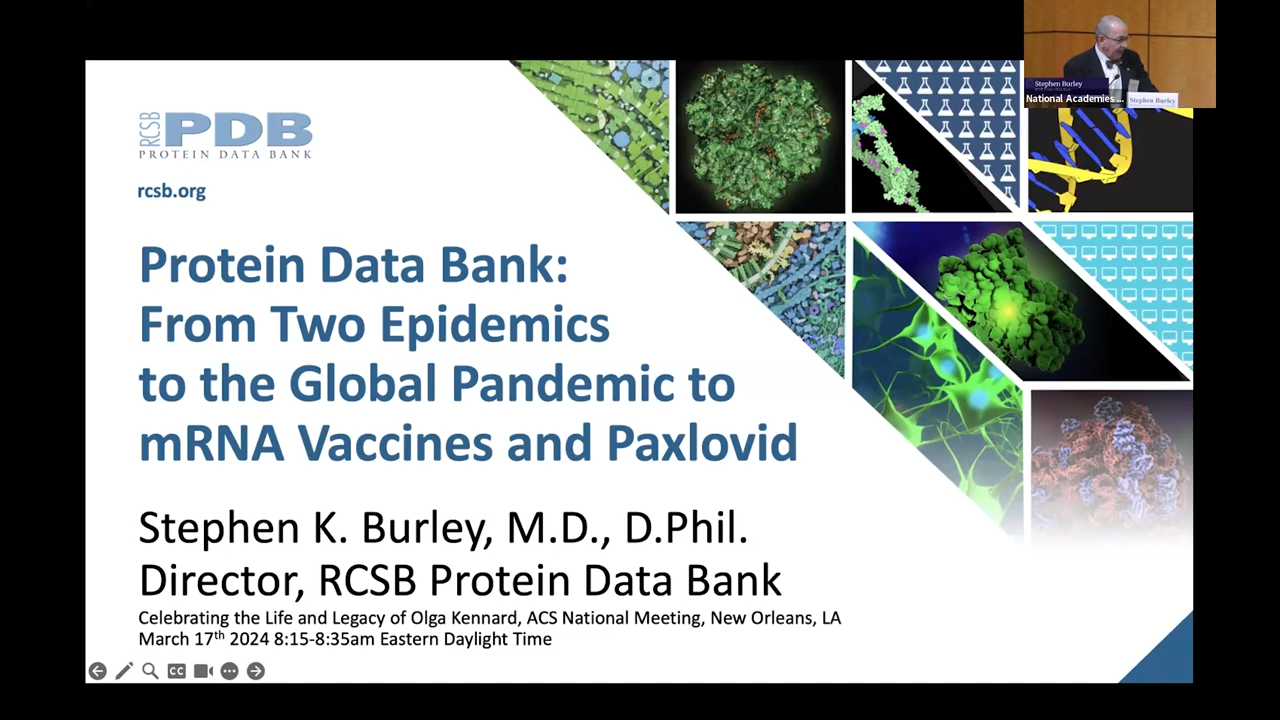 RCSB
PDB
PROTEIN DATA BANK
rcsb.org
Protein Data Bank:
From Two Epidemics
to the Global Pandemic to
mRNA Vaccines and Paxlovid
Stephen K. Burley, M.D., D.Phil.
Director, RCSB Protein Data Bank
Celebrating the Life and Legacy of Olga Kennard, ACS National Meeting, New Orleans, LA
March 17th 2024 8:15-8:35am Eastern Daylight Time
CC
Stephen Burley
National Academies ...
Stephen Burley